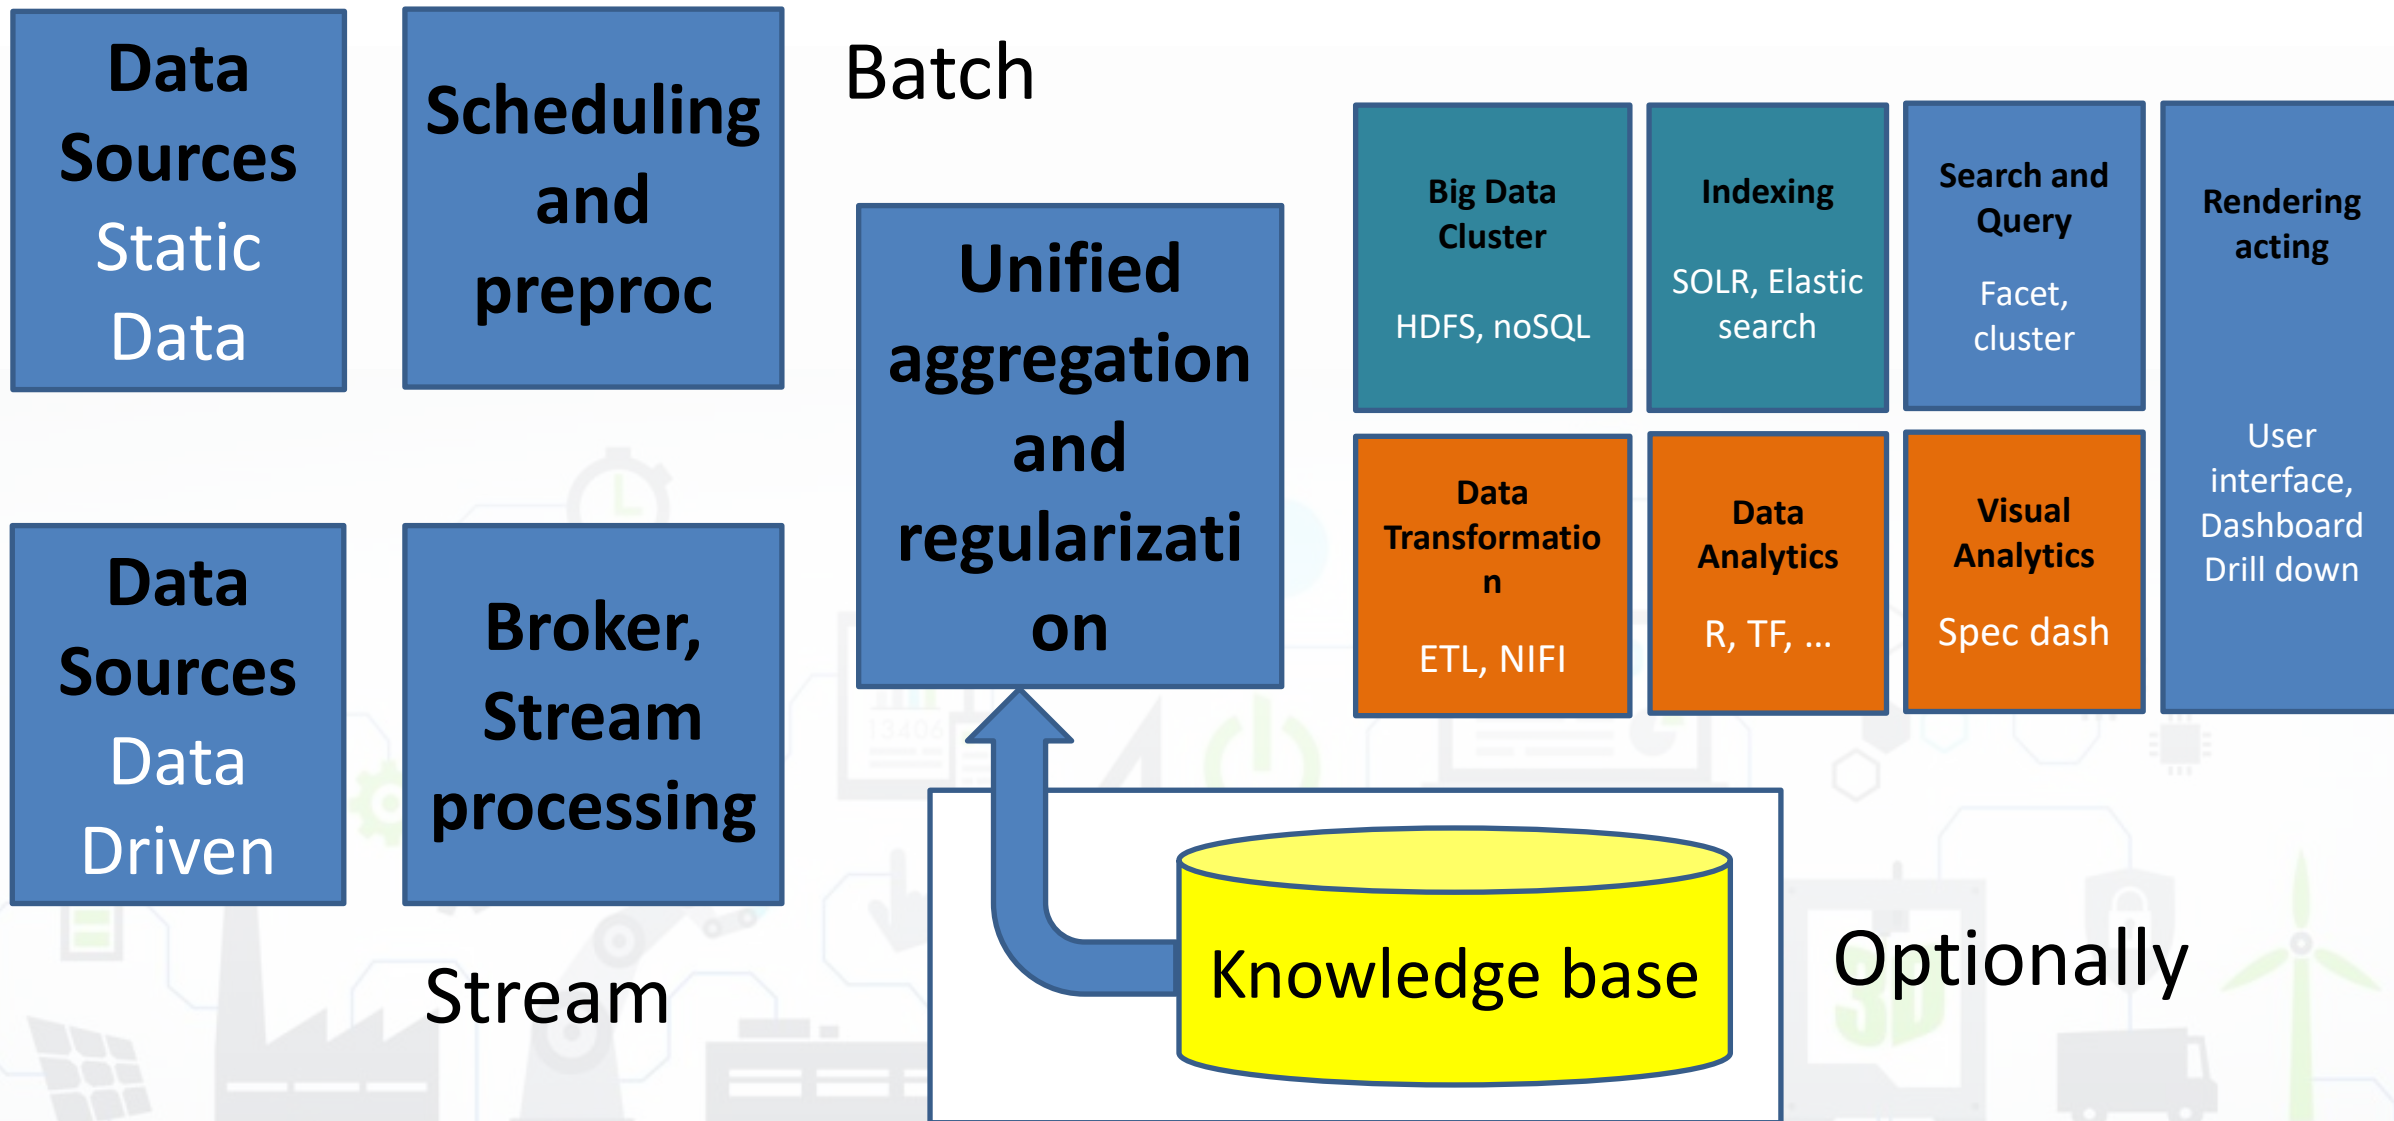 Data
Sources
Static
Data
Scheduling
and
preproc
Batch
Data
Sources
Data
Driven
Broker,
Stream
processing
Stream
Unified
aggregation
and
regularizati
on
Big Data
Cluster
HDFS, noSQL
Indexing
SOLR, Elastic
search
Search and
Query
Facet,
cluster
Rendering
acting
User
interface,
Dashboard
Drill down
Data
Transformatio
n
ETL, NIFI
Data
Analytics
R, TF, ...
Visual
Analytics
Spec dash
13406
Knowledge base
Optionally
3D